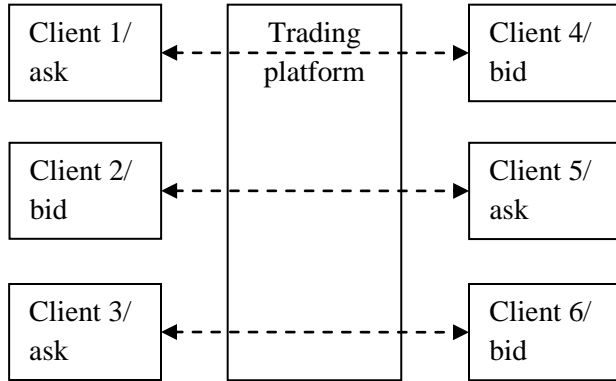 Client 1/
ask
Trading
platform
Client 4/
bid
Client 2/
bid
Client 5/
ask
Client 3/
ask
Client 6/
bid